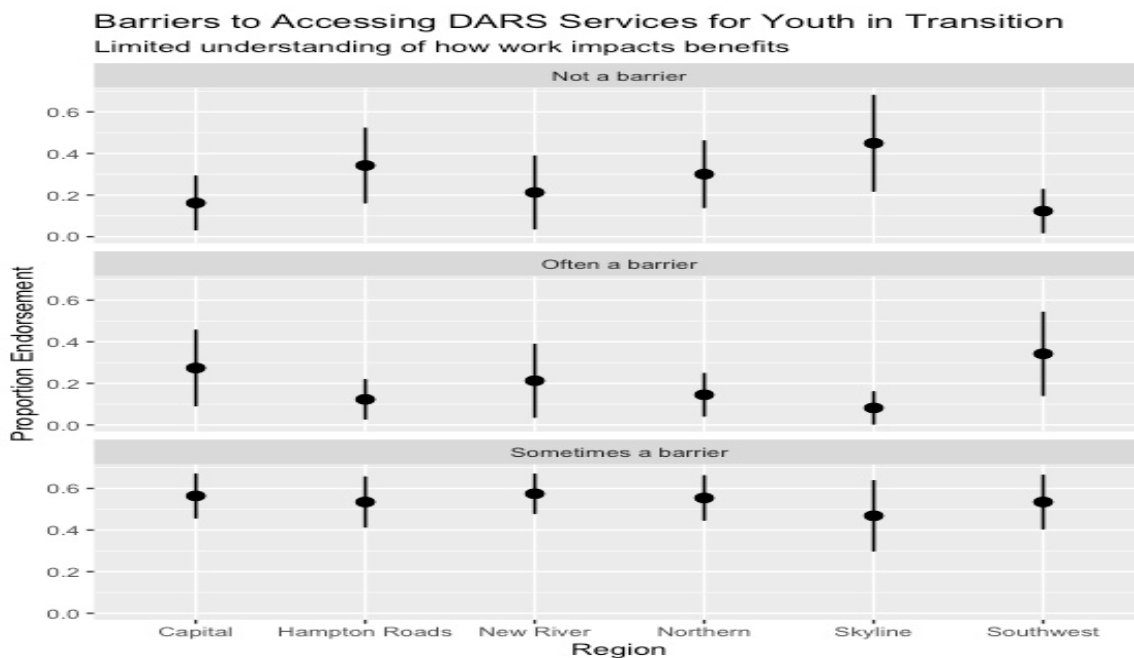 Barriers to Accessing DARS Services for Youth in Transition
Limited understanding of how work impacts benefits
Not a barrier
0.6
0.4
0.2
0.0
Often a barrier
0.6
0.4
0.2
0.0
Sometimes a barrier
0.6
0.4
0.2
0.0
Proportion Endorsement
Capital Hampton Roads New River Northern Skyline Southwest
Region